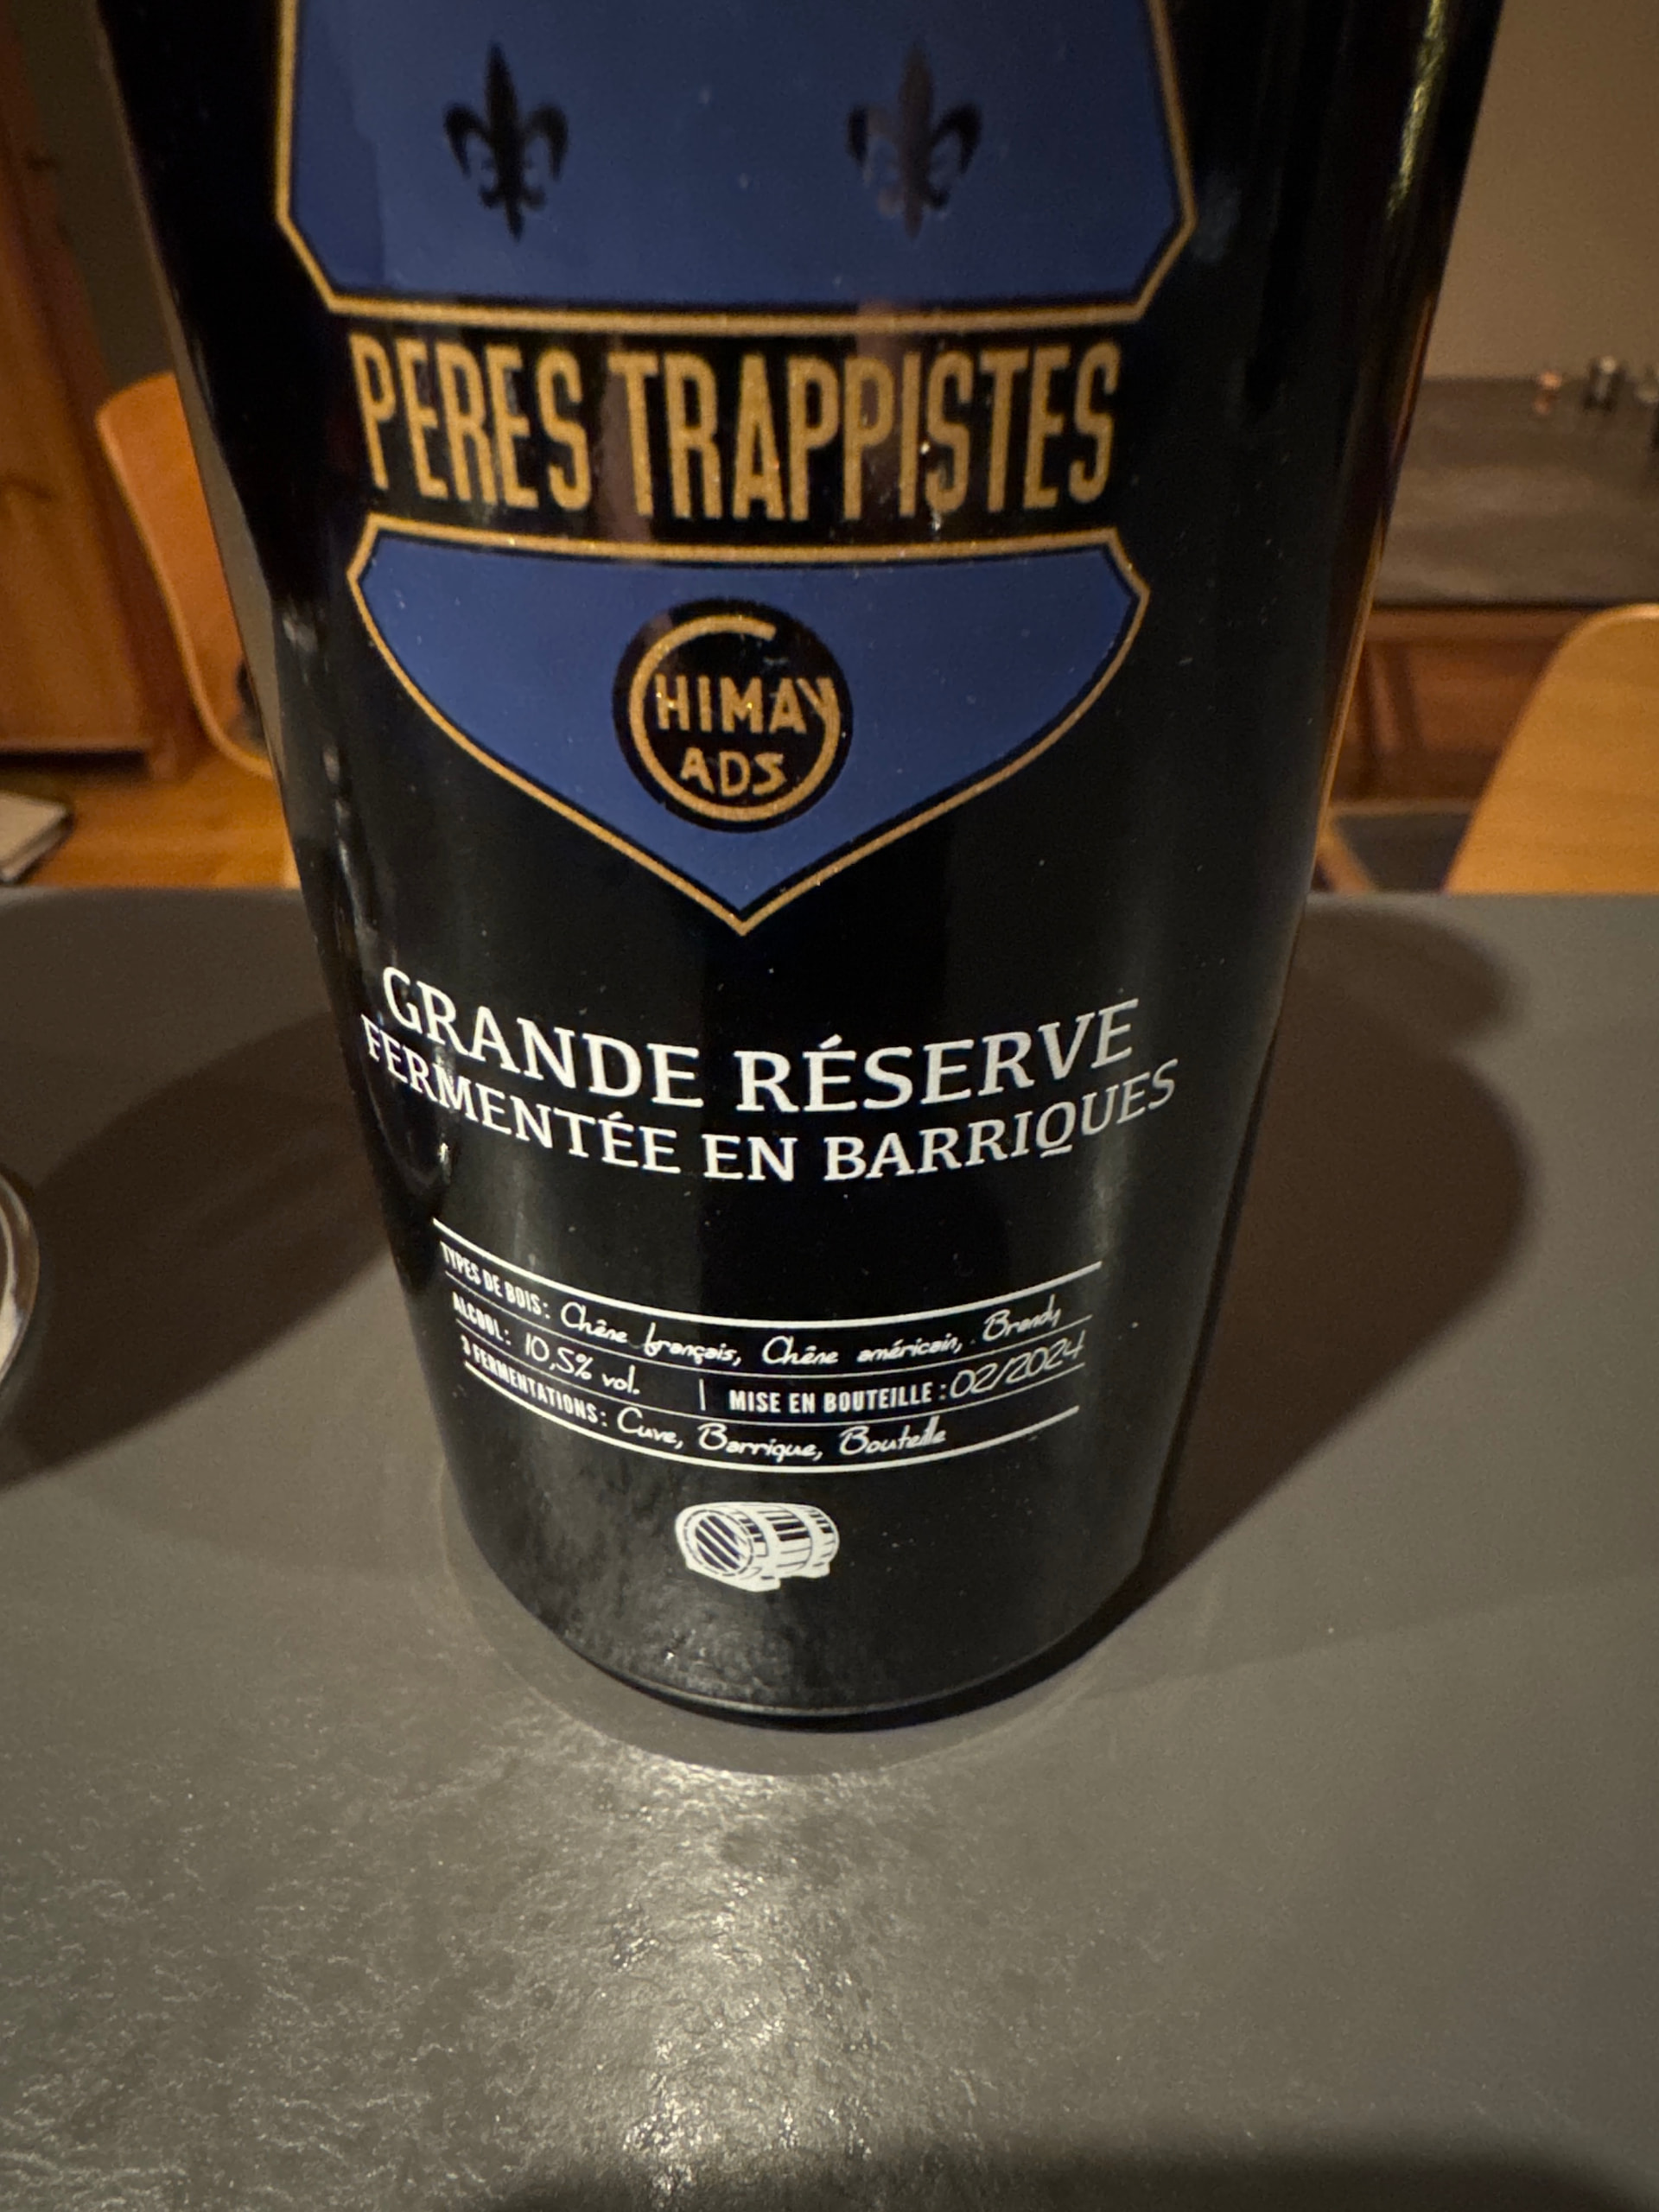 PERES TRAPPISTES
CHIMAY
ADS
GRANDE RÉSERVE
FERMENTÉE EN BARRIQUES
TYPES DE BOIS: Chêne français, Chêne américain, Brandy
ALCOOL: 10,5% vol. | MISE EN BOUTEILLE: 02/2024
3 FERMENTATIONS: Cuve, Barrique, Bouteille